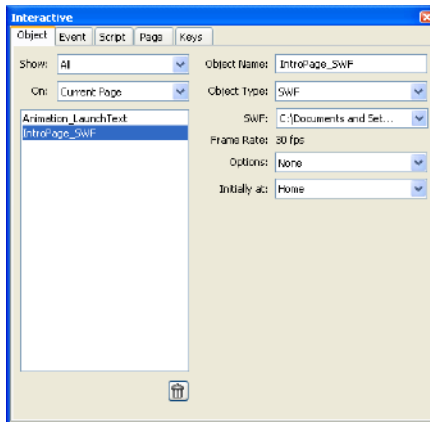 Interactive
Object Event Script Page Keys
Show: All
On: Current Page
Animation_LaunchText
IntroPage_SWF
Object Name: IntroPage_SWF
Object Type: SWF
SWF: C:\Documents and Set...
Frame Rate: 30 fps
Options: None
Initially at: Home